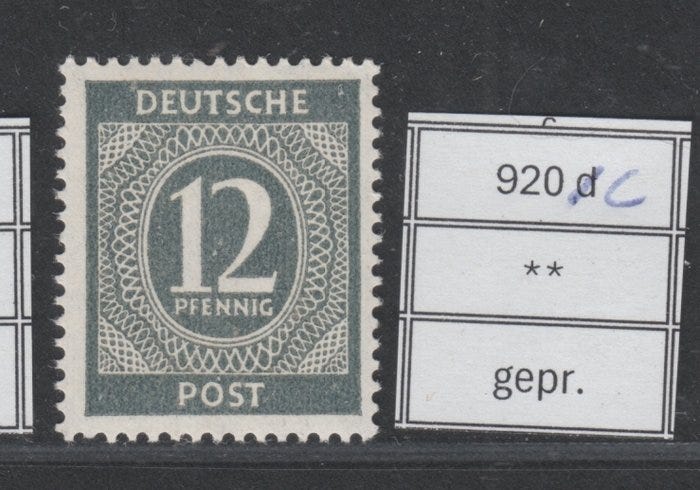 DEUTSCHE
12
PFENNIG
POST
920 d c
**
gepr.